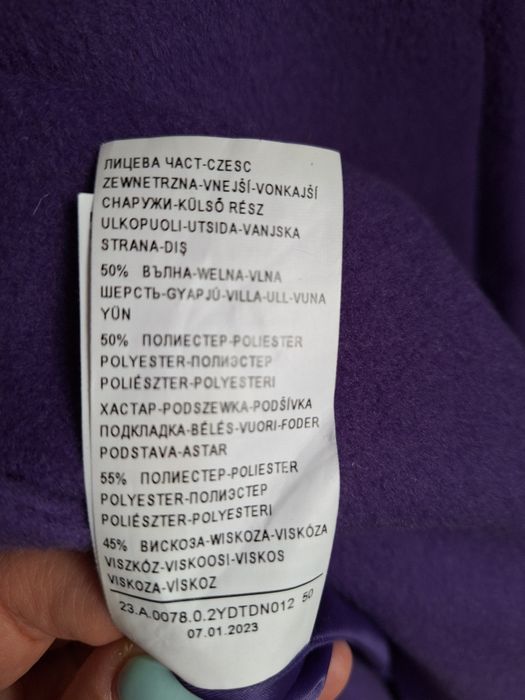 ЛИЦЕВА ЧАСТ-CZESC
ZEWNETRZNA-VNEJŠÍ-VONKAJŠÍ
СНАРУЖИ-KÜLSŐ RÉSZ
ULKOPUOLI-UTSIDA-VANJSKA
STRANA-DIŞ
50% ВЪЛНА-WELNA-VLNA
ШЕРСТЬ-GYAPJÚ-VILLA-ULL-VUNA
YÜN
50% ПОЛИЕСТЕР-POLIESTER
POLYESTER-ПОЛИЭСТЕР
POLIÉSZTER-POLYESTERI
ХАСТАР-PODSZEWKA-PODŠÍVKA
ПОДКЛАДКА-BÉLÉS-VUORI-FODER
PODSTAVA-ASTAR
55% ПОЛИЕСТЕР-POLIESTER
POLYESTER-ПОЛИЭСТЕР
POLIÉSZTER-POLYESTERI
45% ВИСКОЗА-WISKOZA-VISKÓZA
VISZKÓZ-VISKOOSI-VISKOS
VISKOZA-VİSKOZ
23.A.0078.0.2YDTDN012 50
07.01.2023